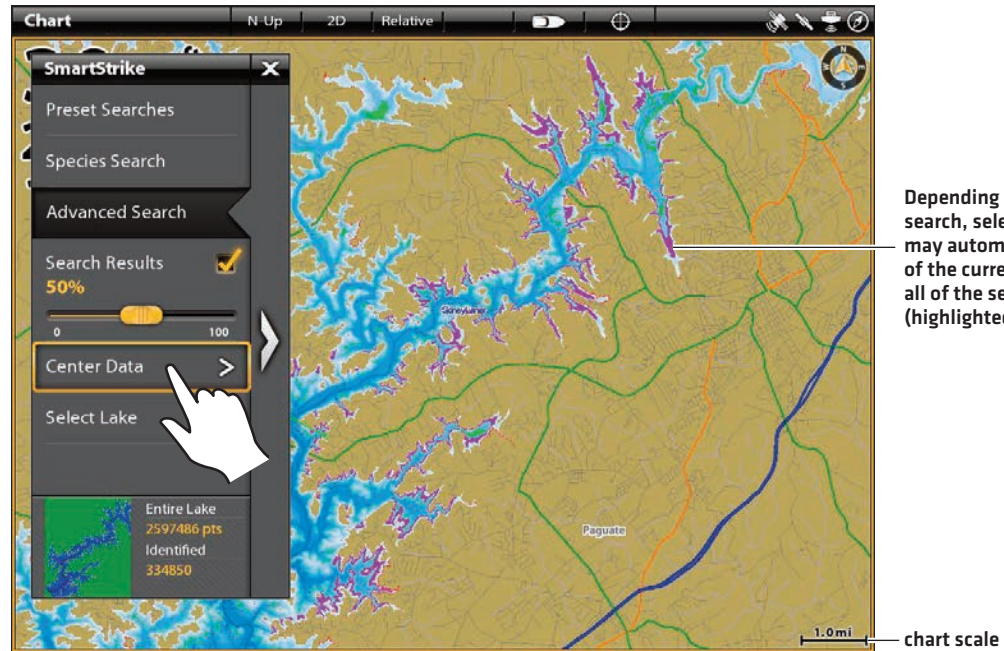 Chart
N-Up
2D
Relative
SmartStrike
X
Preset Searches
Species Search
Advanced Search
Search Results
50%
0
100
Center Data
>
Select Lake
Entire Lake
2597486 pts
Identified
334850
N
E
S
W
Paguate
1.0mi
Depending
search, sele
may autom
of the curre
all of the se
(highlighte
chart scale